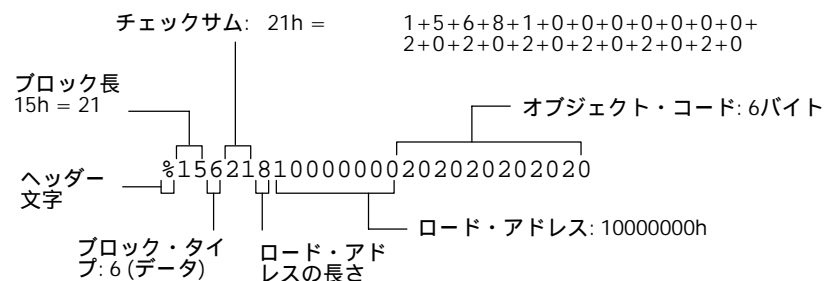 チェックサム: 21h = 1+5+6+8+1+0+0+0+0+0+0+0+
2+0+2+0+2+0+2+0+2+0+2+0
ブロック長
15h = 21
オブジェクト・コード: 6バイト
%1562181000000020202020202020
ヘッダー
文字
ロード・アドレス: 10000000h
ブロック・タイ
プ: 6 (データ)
ロード・アド
レスの長さ